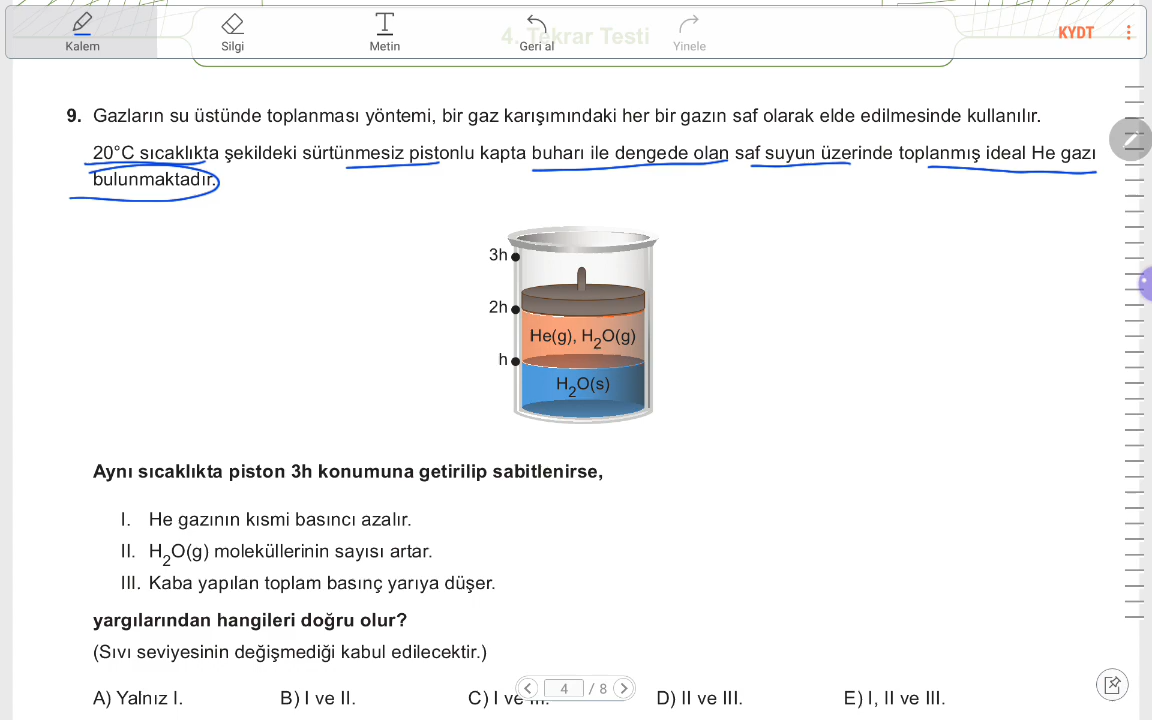 Kalem
Silgi
Metin
4. Tekrar Testi
Geri al
Yinele
KYDT
9. Gazların su üstünde toplanması yöntemi, bir gaz karışımındaki her bir gazın saf olarak elde edilmesinde kullanılır.
20°C sıcaklıkta şekildeki sürtünmesiz pistonlu kapta buharı ile dengede olan saf suyun üzerinde toplanmış ideal He gazı
bulunmaktadır.
3h
2h
He(g), H₂O(g)
h
H₂O(s)
Aynı sıcaklıkta piston 3h konumuna getirilip sabitlenirse,
I. He gazının kısmi basıncı azalır.
II. H₂O(g) moleküllerinin sayısı artar.
III. Kaba yapılan toplam basınç yarıya düşer.
yargılarından hangileri doğru olur?
(Sıvı seviyesinin değişmediği kabul edilecektir.)
A) Yalnız I. B) I ve II. C) I ve III. D) II ve III. E) I, II ve III.
4 / 8